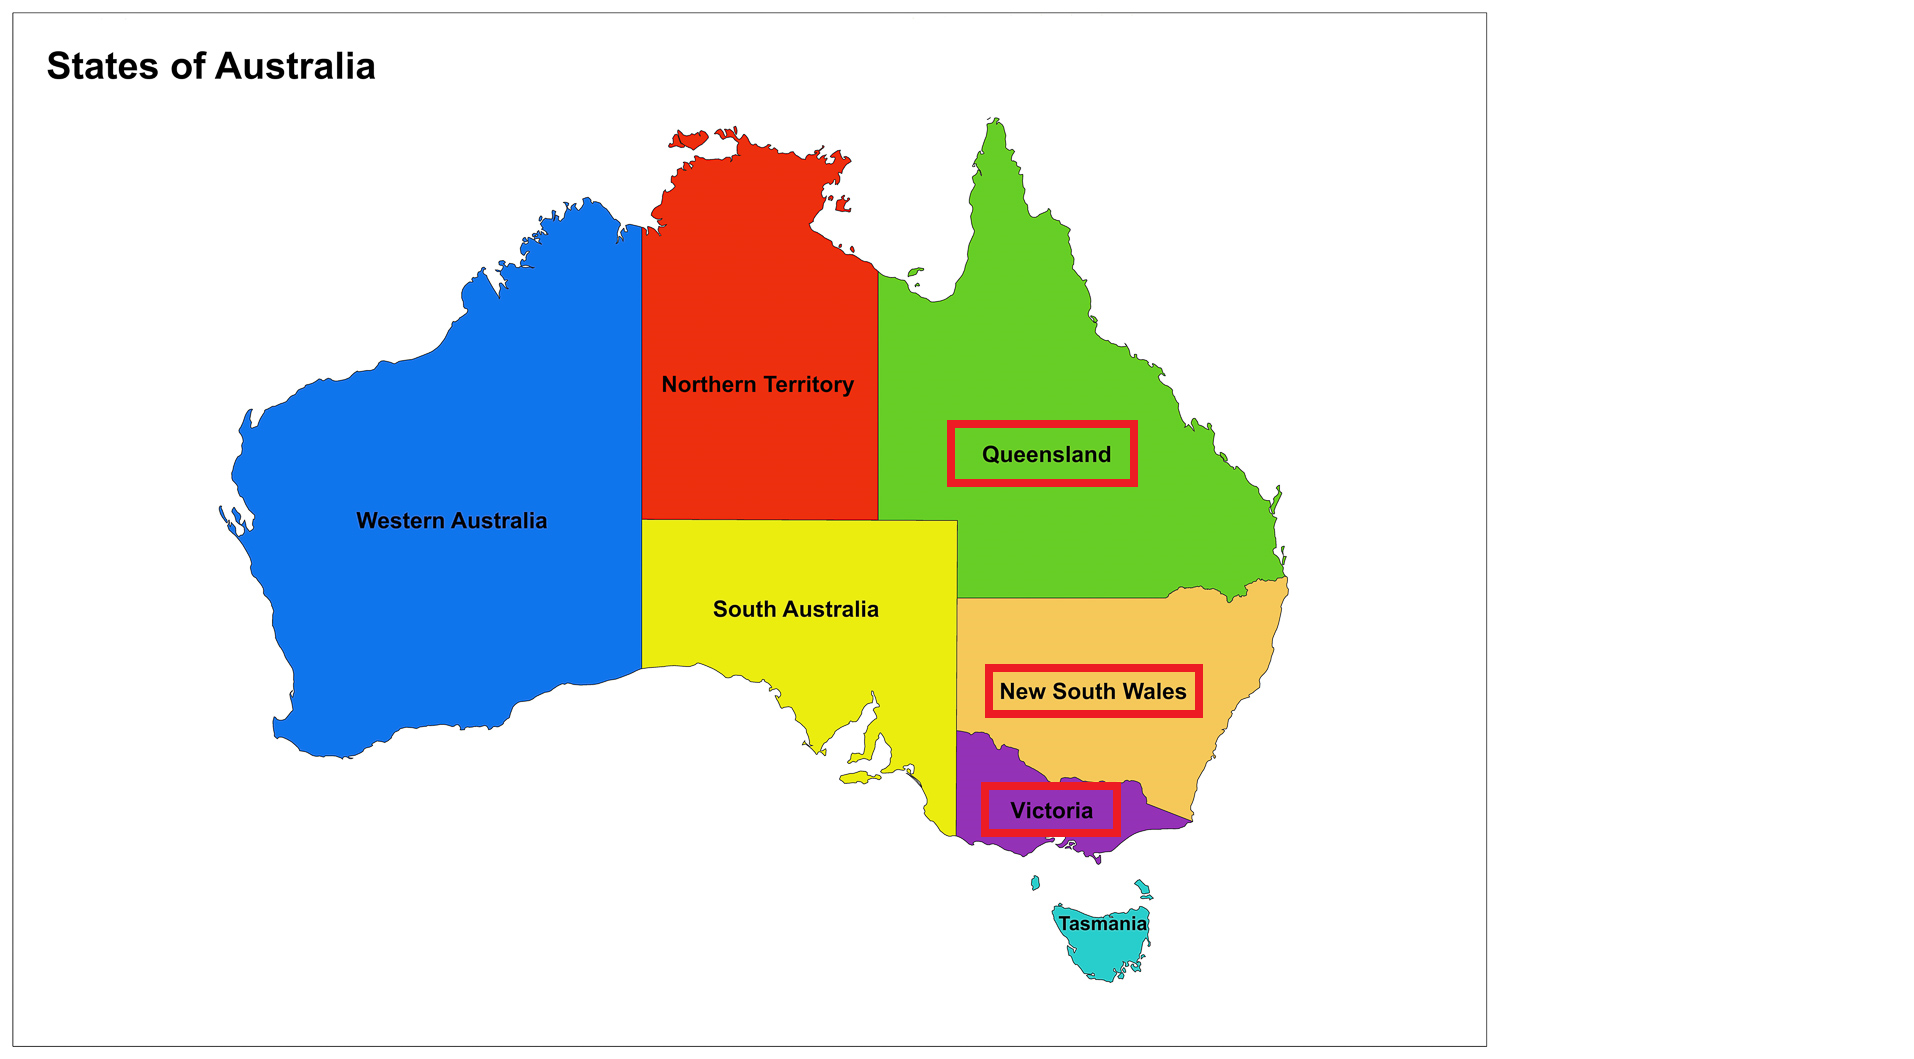 States of Australia
Northern Territory
Queensland
Western Australia
South Australia
New South Wales
Victoria
Tasmania